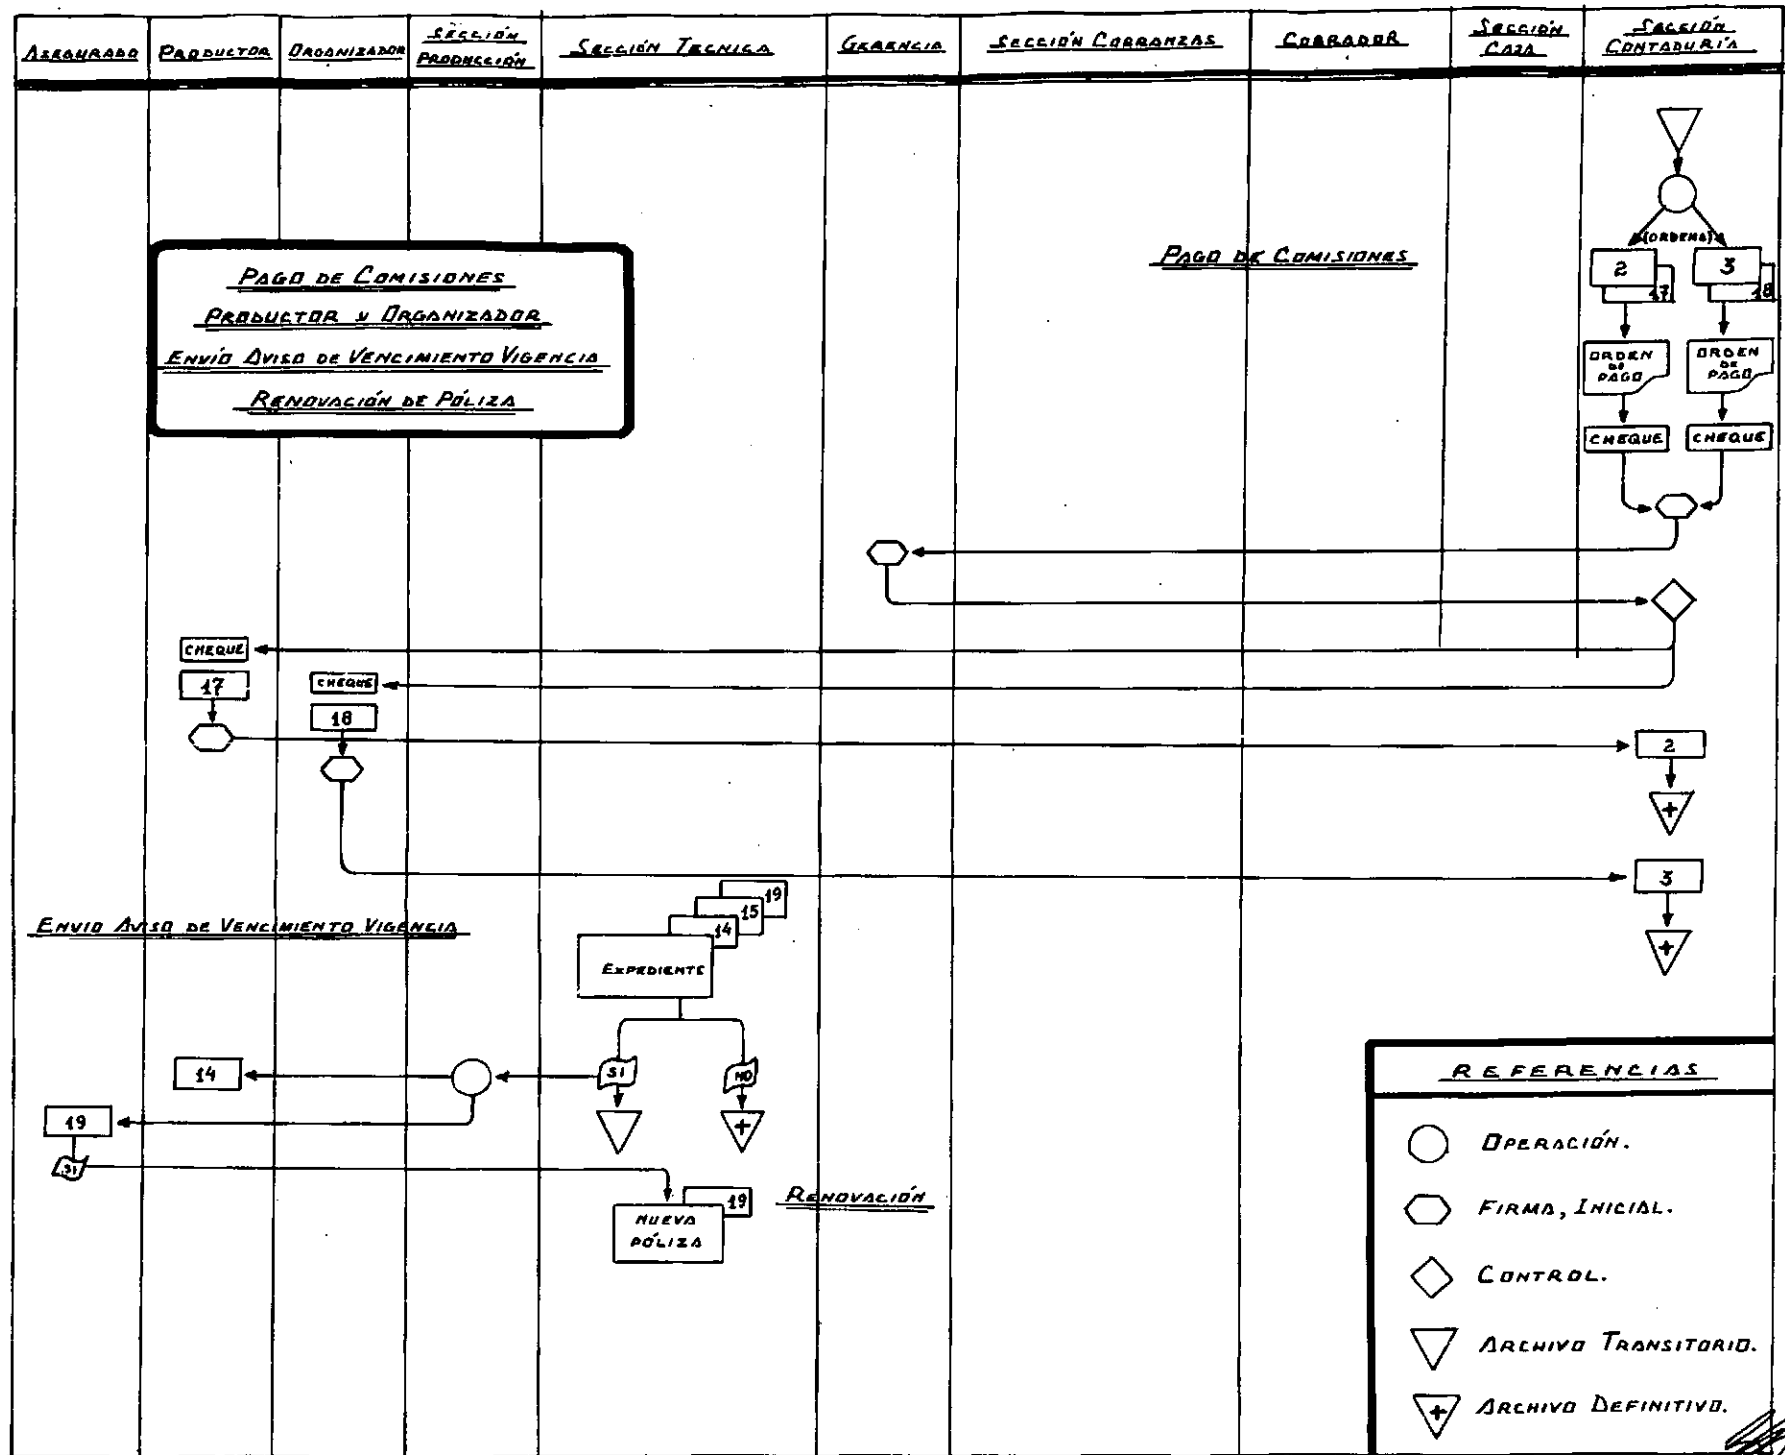 ASEGURADO
PRODUCTOR
ORGANIZADOR
SECCIÓN
PRODUCCIÓN
SECCIÓN TECNICA
GERENCIA
SECCIÓN COBRANZAS
COBRADOR
SECCIÓN
CAJA
SECCIÓN
CONTADURÍA
PAGO DE COMISIONES
PRODUCTOR Y ORGANIZADOR
ENVÍO AVISO DE VENCIMIENTO VIGENCIA
RENOVACIÓN DE PÓLIZA
PAGO DE COMISIONES
(ORDENA)
2
17
3
18
ORDEN
DE
PAGO
ORDEN
DE
PAGO
CHEQUE
CHEQUE
CHEQUE
17
CHEQUE
18
2
3
ENVIO AVISO DE VENCIMIENTO VIGENCIA
19
15
14
EXPEDIENTE
SI
NO
14
19
SI
19
NUEVA
PÓLIZA
RENOVACIÓN
REFERENCIAS
OPERACIÓN.
FIRMA, INICIAL.
CONTROL.
ARCHIVO TRANSITORIO.
ARCHIVO DEFINITIVO.